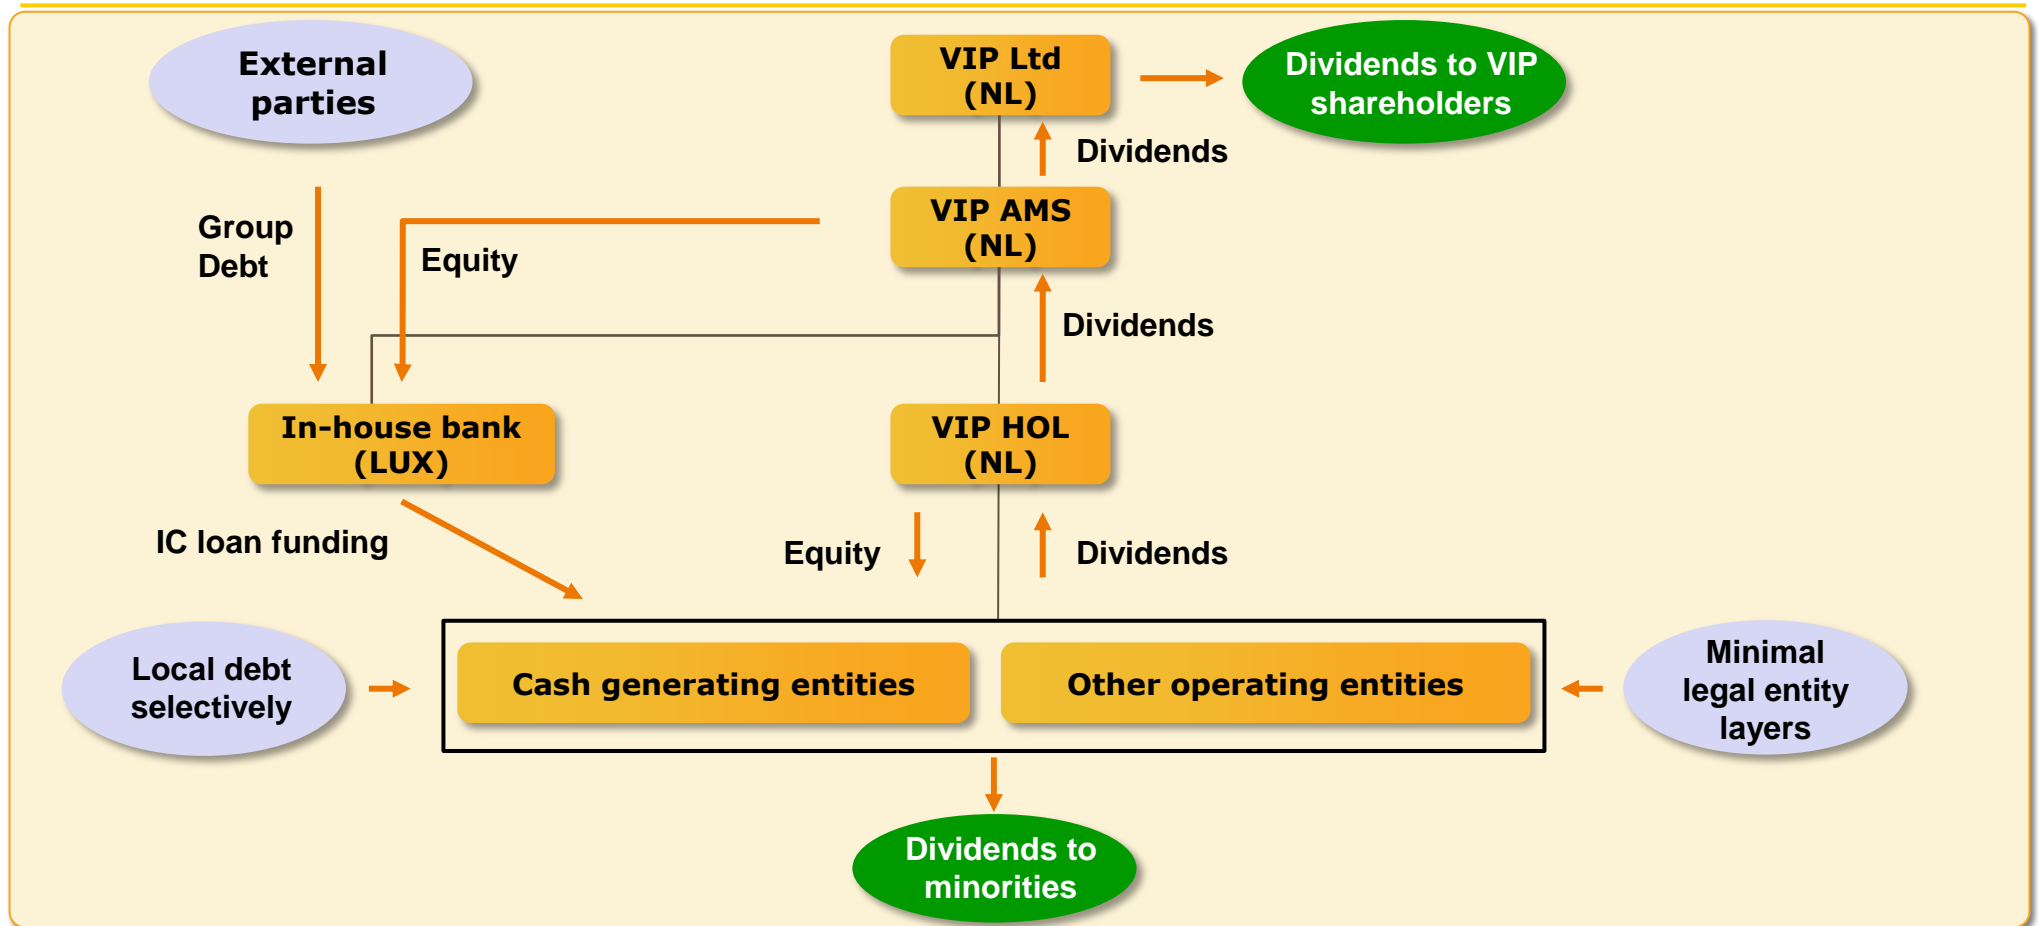 External
parties
VIP Ltd
(NL)
Dividends to VIP
shareholders
Dividends
Group
Debt
Equity
VIP AMS
(NL)
Dividends
In-house bank
(LUX)
VIP HOL
(NL)
IC loan funding
Equity
Dividends
Local debt
selectively
Cash generating entities
Other operating entities
Minimal
legal entity
layers
Dividends to
minorities